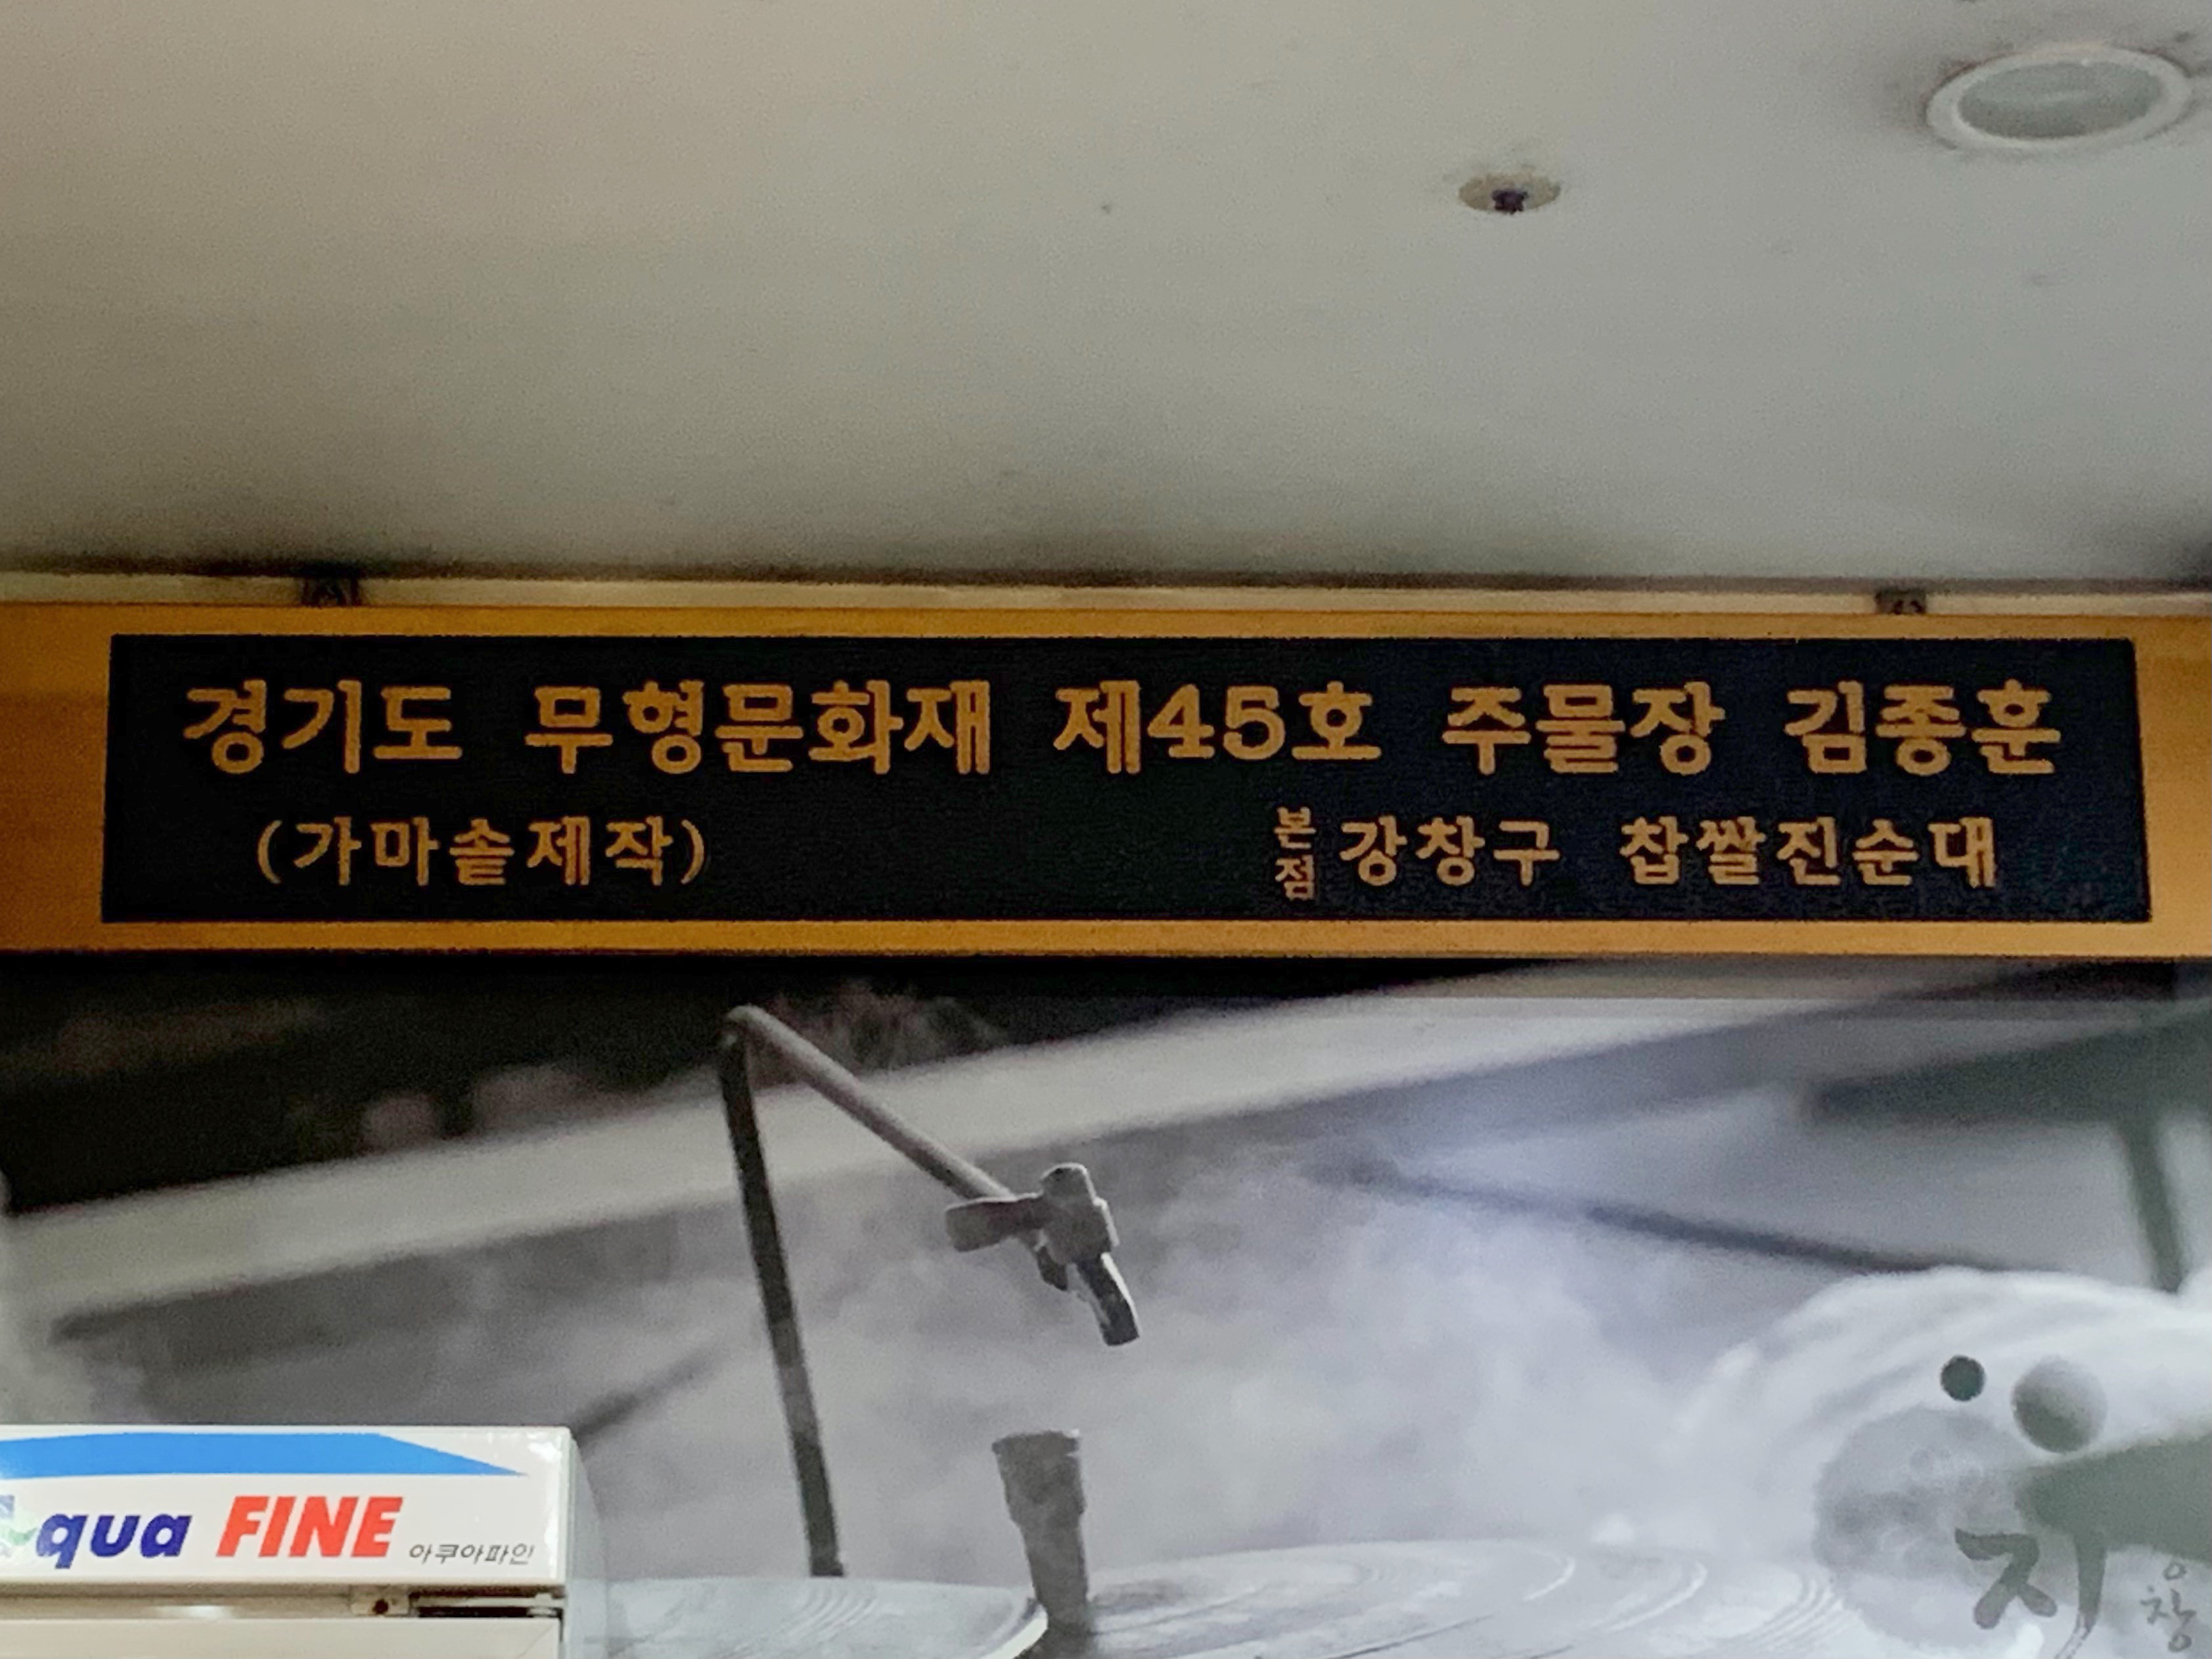 경기도 무형문화재 제45호 주물장 김종훈
(가마솥제작)
본점 강창구 찹쌀진순대
qua FINE 아쿠아파인